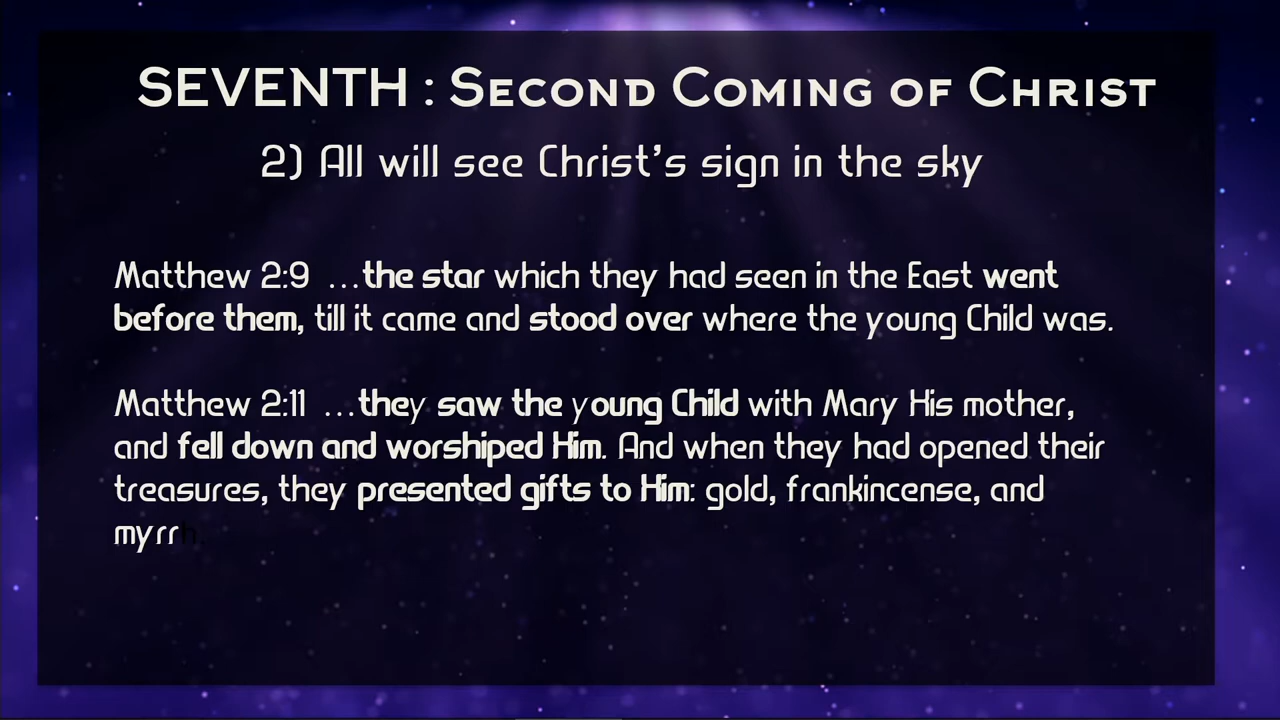 SEVENTH : Second Coming of Christ
2) All will see Christ's sign in the sky
Matthew 2:9 ...the star which they had seen in the East went
before them, till it came and stood over where the young Child was.
Matthew 2:11 ...they saw the young Child with Mary His mother,
and fell down and worshiped Him. And when they had opened their
treasures, they presented gifts to Him: gold, frankincense, and
myrrh.